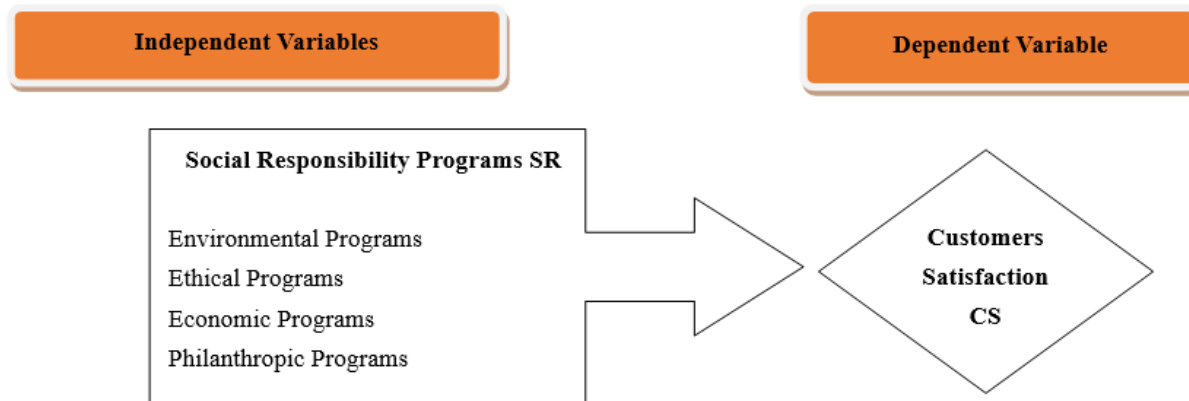 Independent Variables
Dependent Variable
Social Responsibility Programs SR
Environmental Programs
Ethical Programs
Economic Programs
Philanthropic Programs
Customers
Satisfaction
CS